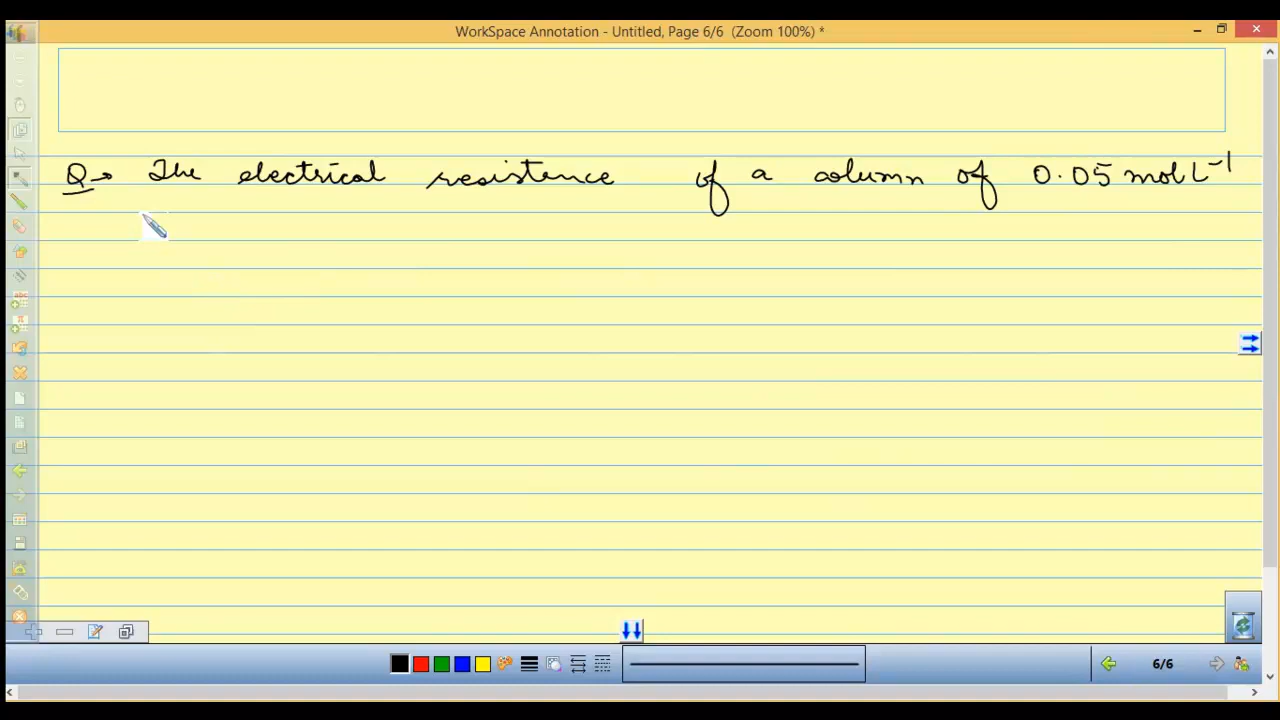 WorkSpace Annotation - Untitled, Page 6/6 (Zoom 100%) *
Q→ The electrical resistence of a column of 0.05 mol L⁻¹
6/6